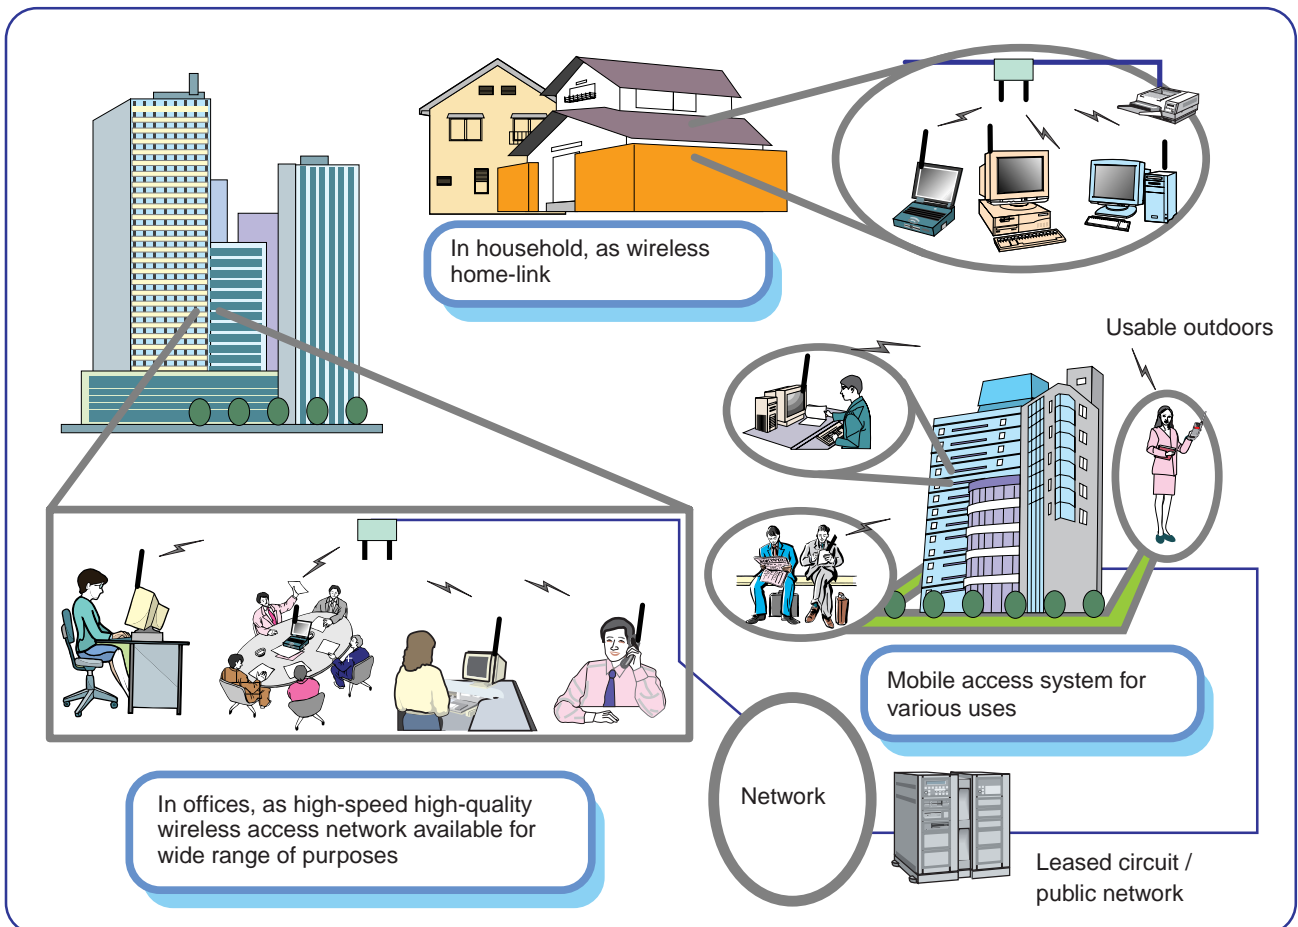 In household, as wireless
home-link
Usable outdoors
Mobile access system for
various uses
Network
In offices, as high-speed high-quality
wireless access network available for
wide range of purposes
Leased circuit /
public network